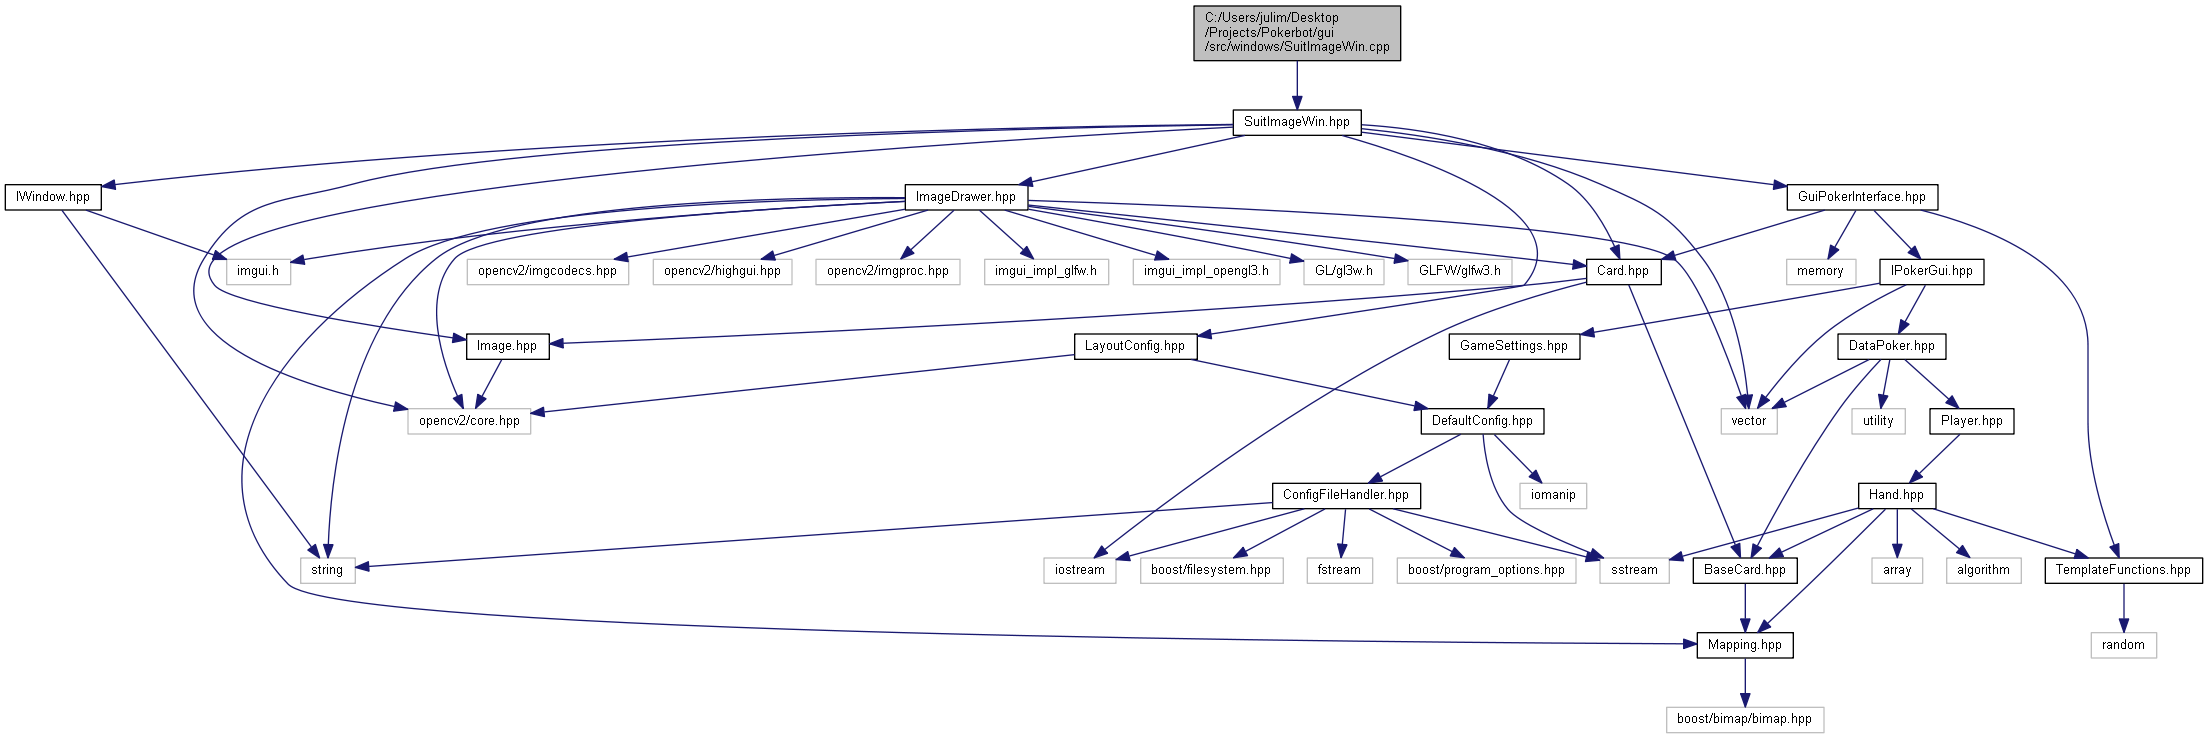 C:/Users/julim/Desktop
/Projects/Pokerbot/gui
/src/windows/SuitImageWin.cpp
SuitImageWin.hpp
IWindow.hpp
ImageDrawer.hpp
GuiPokerInterface.hpp
imgui.h
opencv2/imgcodecs.hpp
opencv2/highgui.hpp
opencv2/imgproc.hpp
imgui_impl_glfw.h
imgui_impl_opengl3.h
GL/gl3w.h
GLFW/glfw3.h
Card.hpp
memory
IPokerGui.hpp
Image.hpp
LayoutConfig.hpp
GameSettings.hpp
DataPoker.hpp
opencv2/core.hpp
DefaultConfig.hpp
vector
utility
Player.hpp
ConfigFileHandler.hpp
iomanip
Hand.hpp
string
iostream
boost/filesystem.hpp
fstream
boost/program_options.hpp
sstream
BaseCard.hpp
array
algorithm
TemplateFunctions.hpp
Mapping.hpp
random
boost/bimap/bimap.hpp